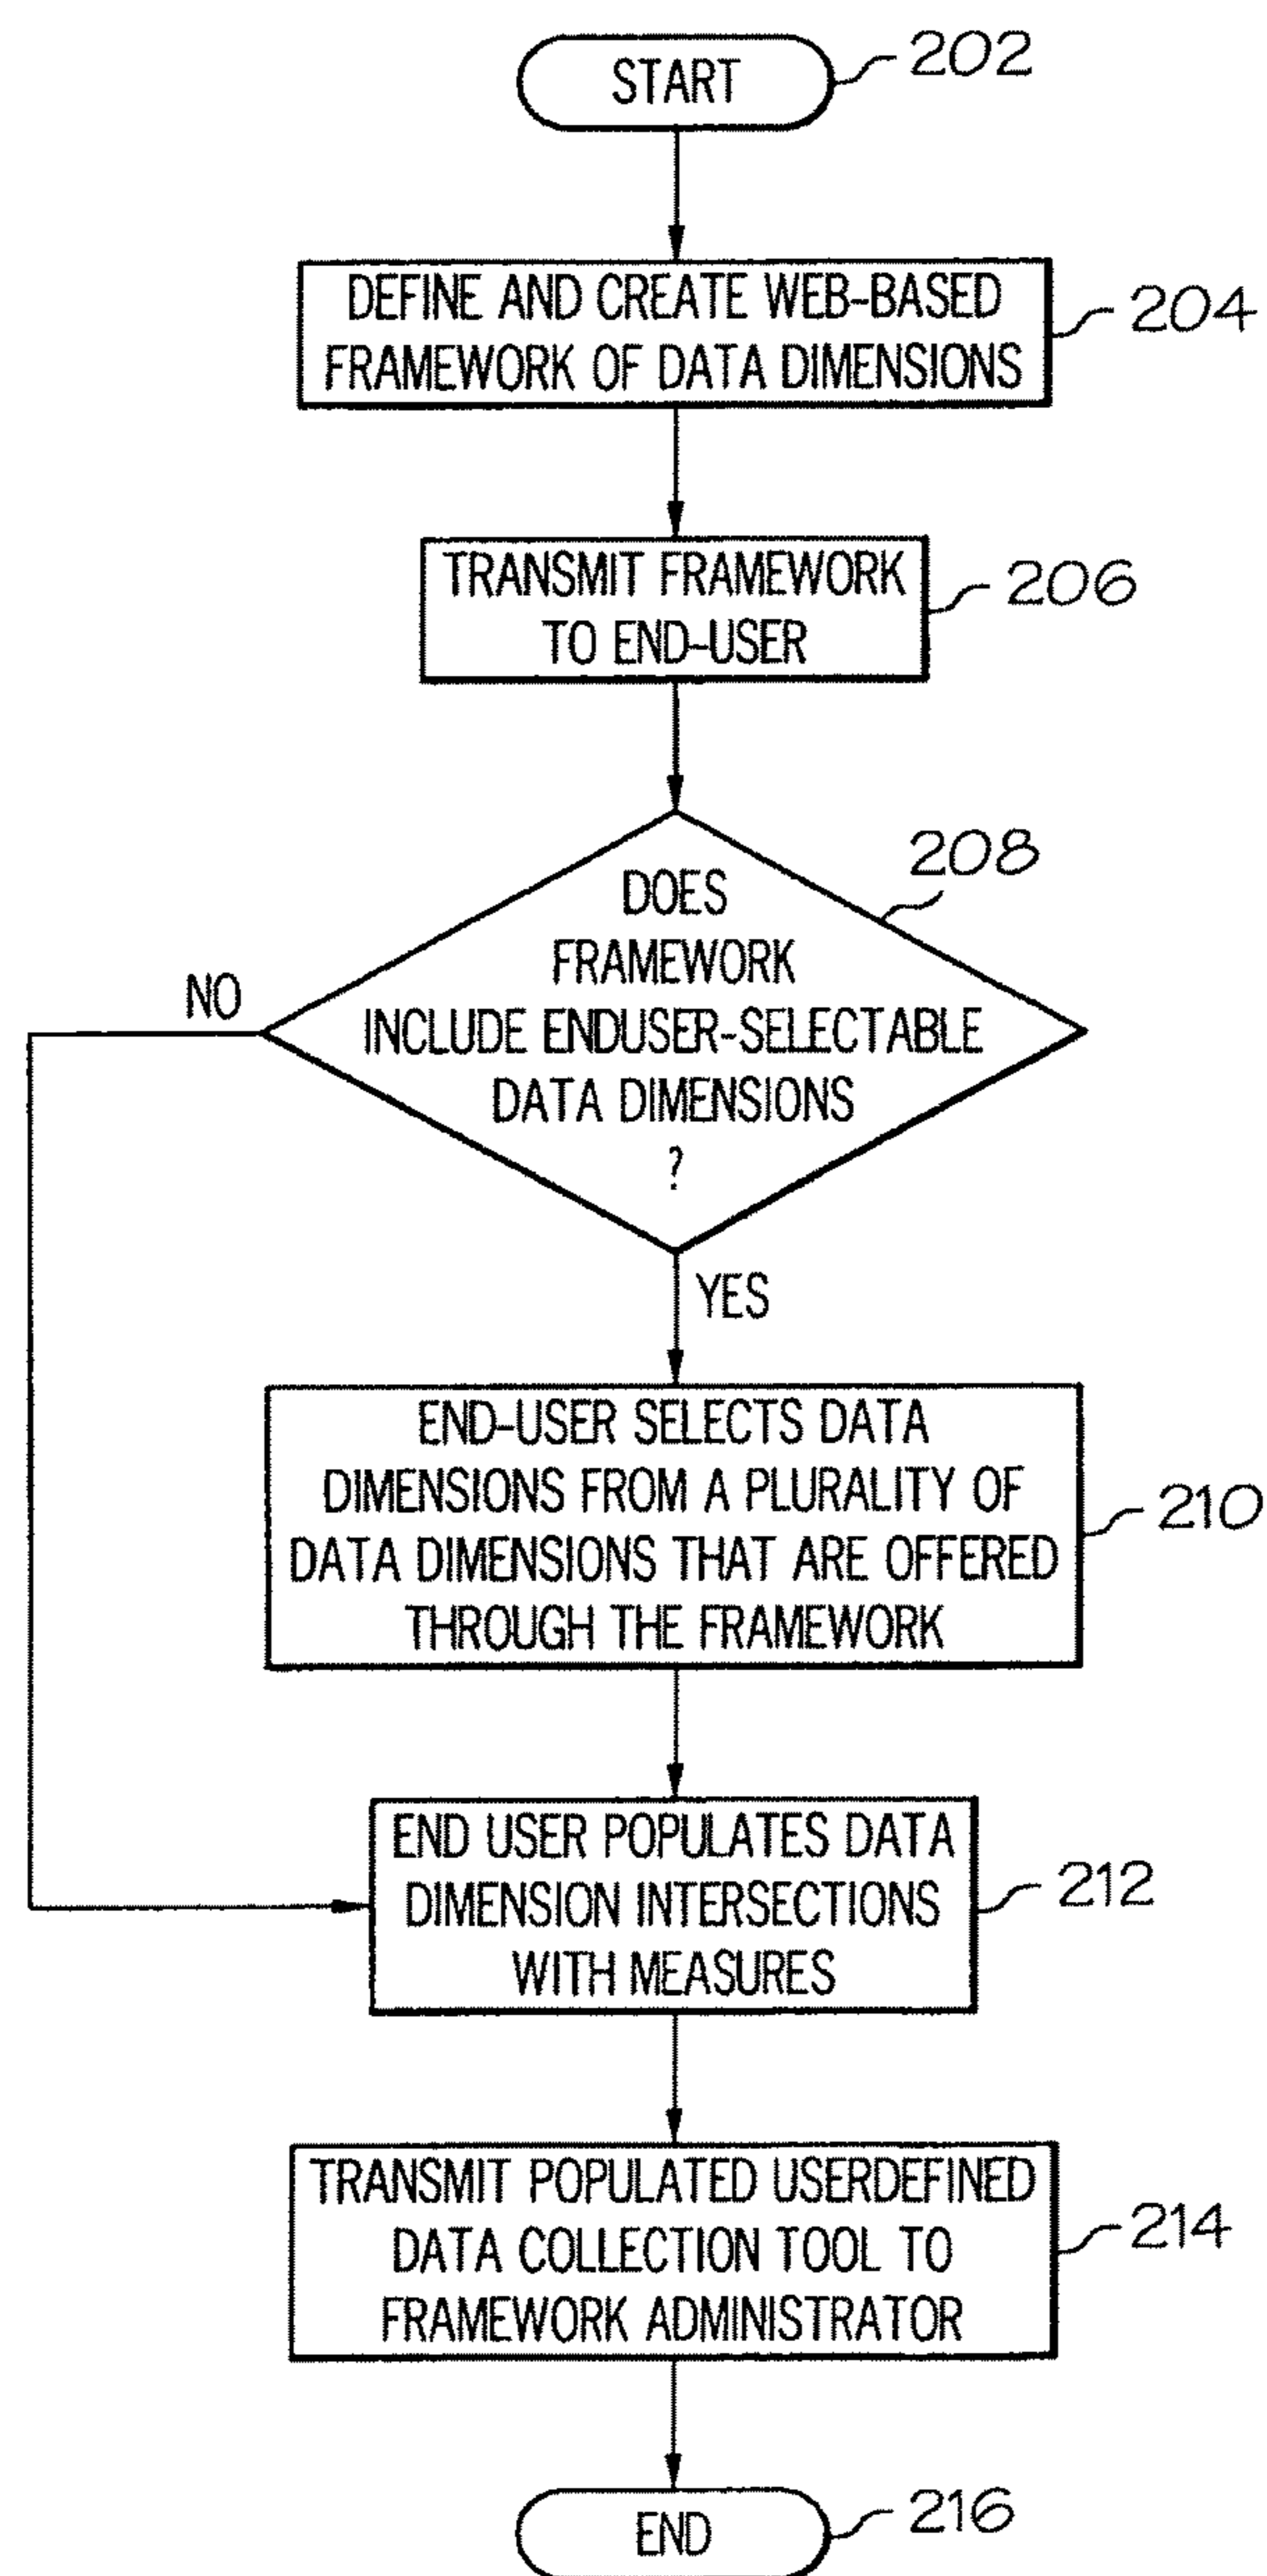 START
202
DEFINE AND CREATE WEB-BASED
FRAMEWORK OF DATA DIMENSIONS
204
TRANSMIT FRAMEWORK
TO END-USER
206
DOES
FRAMEWORK
INCLUDE ENDUSER-SELECTABLE
DATA DIMENSIONS
?
208
NO
YES
END-USER SELECTS DATA
DIMENSIONS FROM A PLURALITY OF
DATA DIMENSIONS THAT ARE OFFERED
THROUGH THE FRAMEWORK
210
END USER POPULATES DATA
DIMENSION INTERSECTIONS
WITH MEASURES
212
TRANSMIT POPULATED USERDEFINED
DATA COLLECTION TOOL TO
FRAMEWORK ADMINISTRATOR
214
END
216